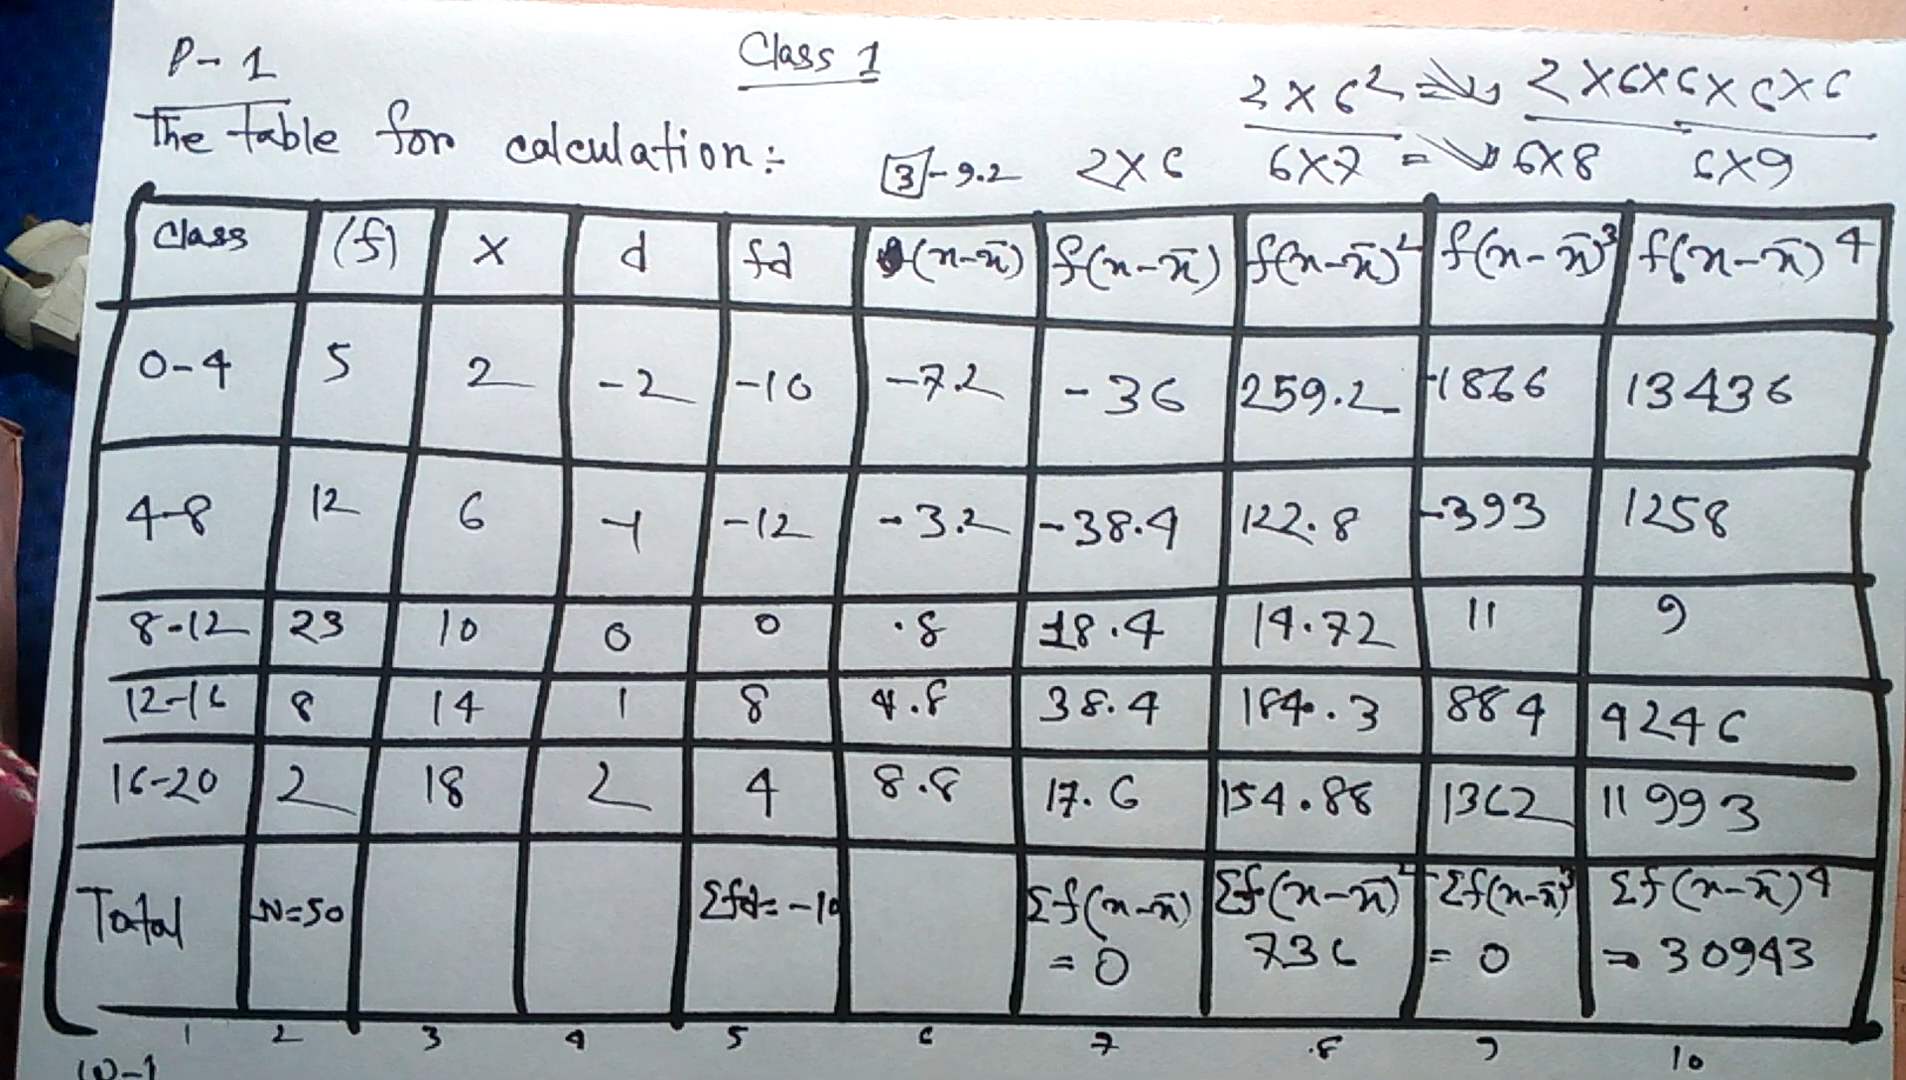 P-1
Class 1
The table for calculation:
3 - 9.2
2×6
2×6² =
6×7 = 6×8
2×6×6×6×6
6×9
Class (f) x d fd (x-x̄) f(x-x̄) f(x-x̄)² f(x-x̄)³ f(x-x̄)4
0-4 5 2 -2 -10 -7.2 -36 259.2 -1866 13436
4-8 12 6 -1 -12 -3.2 -38.4 122.8 -393 1258
8-12 23 10 0 0 .8 18.4 14.72 11 9
12-16 8 14 1 8 4.8 38.4 184.3 884 4246
16-20 2 18 2 4 8.8 17.6 154.88 1362 11993
Total N=50 Σfd=-10 Σf(x-x̄) Σf(x-x̄)² Σf(x-x̄)³ Σf(x-x̄)4
= 0 736 = 0 = 30943
1 2 3 4 5 6 7 8 9 10